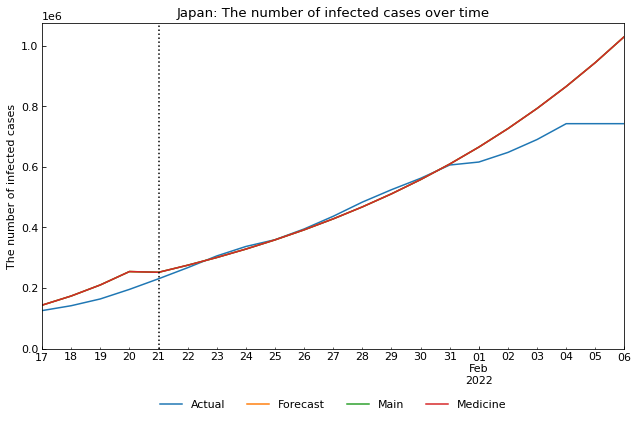 Japan: The number of infected cases over time
1e6
1.0
0.8
0.6
0.4
0.2
0.0
The number of infected cases
17 18 19 20 21 22 23 24 25 26 27 28 29 30 31 01 02 03 04 05 06
Feb
2022
Actual Forecast Main Medicine